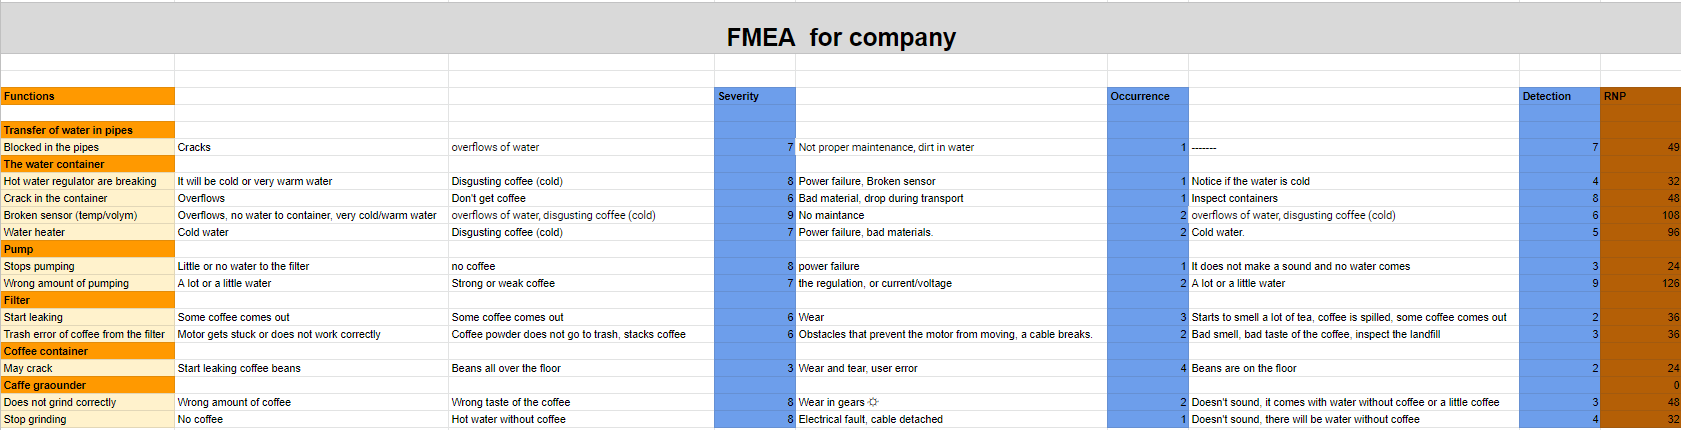 FMEA for company
Functions Severity Occurrence Detection RNP
Transfer of water in pipes
Blocked in the pipes Cracks overflows of water 7 Not proper maintenance, dirt in water 1 ------- 7 49
The water container
Hot water regulator are breaking It will be cold or very warm water Disgusting coffee (cold) 8 Power failure, Broken sensor 1 Notice if the water is cold 4 32
Crack in the container Overflows Don't get coffee 6 Bad material, drop during transport 1 Inspect containers 8 48
Broken sensor (temp/volym) Overflows, no water to container, very cold/warm water overflows of water, disgusting coffee (cold) 9 No maintance 2 overflows of water, disgusting coffee (cold) 6 108
Water heater Cold water Disgusting coffee (cold) 7 Power failure, bad materials. 2 Cold water. 5 96
Pump
Stops pumping Little or no water to the filter no coffee 8 power failure 1 It does not make a sound and no water comes 3 24
Wrong amount of pumping A lot or a little water Strong or weak coffee 7 the regulation, or current/voltage 2 A lot or a little water 9 126
Filter
Start leaking Some coffee comes out Some coffee comes out 6 Wear 3 Starts to smell a lot of tea, coffee is spilled, some coffee comes out 2 36
Trash error of coffee from the filter Motor gets stuck or does not work correctly Coffee powder does not go to trash, stacks coffee 6 Obstacles that prevent the motor from moving, a cable breaks. 2 Bad smell, bad taste of the coffee, inspect the landfill 3 36
Coffee container
May crack Start leaking coffee beans Beans all over the floor 3 Wear and tear, user error 4 Beans are on the floor 2 24
Caffe graounder 0
Does not grind correctly Wrong amount of coffee Wrong taste of the coffee 8 Wear in gears ⚙ 2 Doesn't sound, it comes with water without coffee or a little coffee 3 48
Stop grinding No coffee Hot water without coffee 8 Electrical fault, cable detached 1 Doesn't sound, there will be water without coffee 4 32